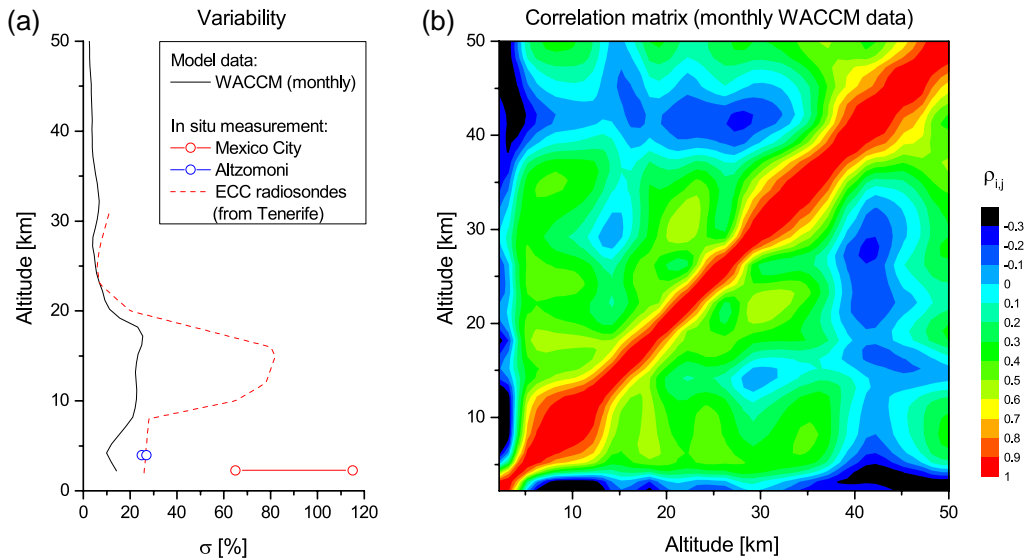 (a)
Variability
50
40
30
20
10
0
Altitude [km]
0 20 40 60 80 100 120
σ [%]
Model data:
WACCM (monthly)
In situ measurement:
Mexico City
Altzomoni
ECC radiosondes
(from Tenerife)
(b)
Correlation matrix (monthly WACCM data)
50
40
30
20
10
Altitude [km]
10 20 30 40 50
Altitude [km]
ρi,j
-0.3
-0.2
-0.1
0
0.1
0.2
0.3
0.4
0.5
0.6
0.7
0.8
0.9
1